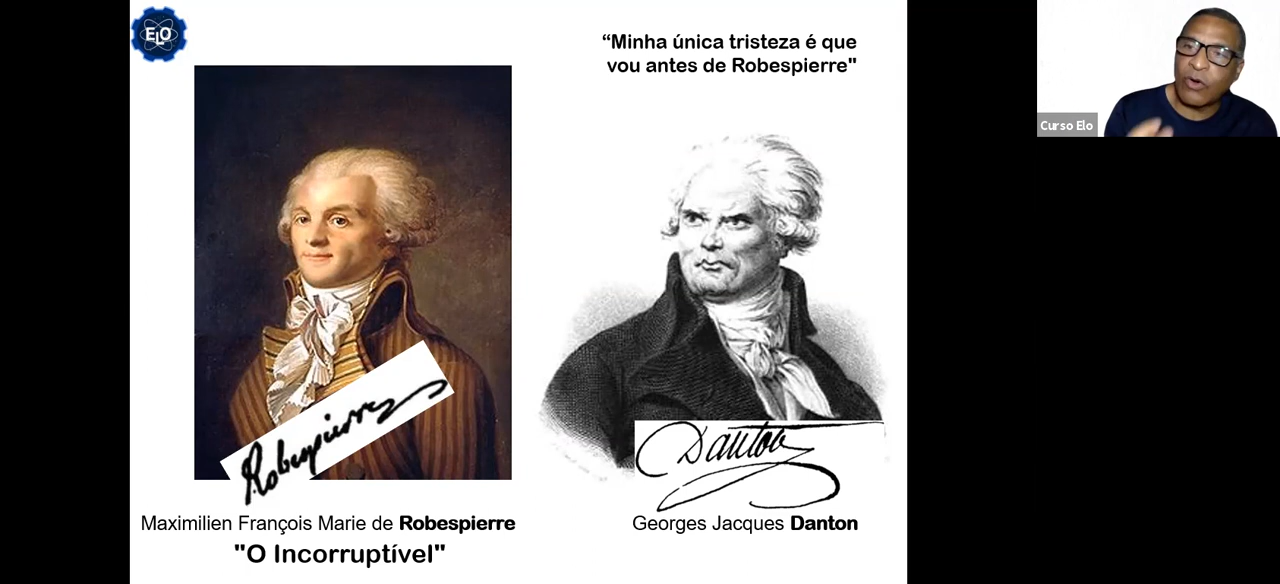 ELO
“Minha única tristeza é que
vou antes de Robespierre"
Curso Elo
Robespierre
Danton
Maximilien François Marie de Robespierre
"O Incorruptível"
Georges Jacques Danton